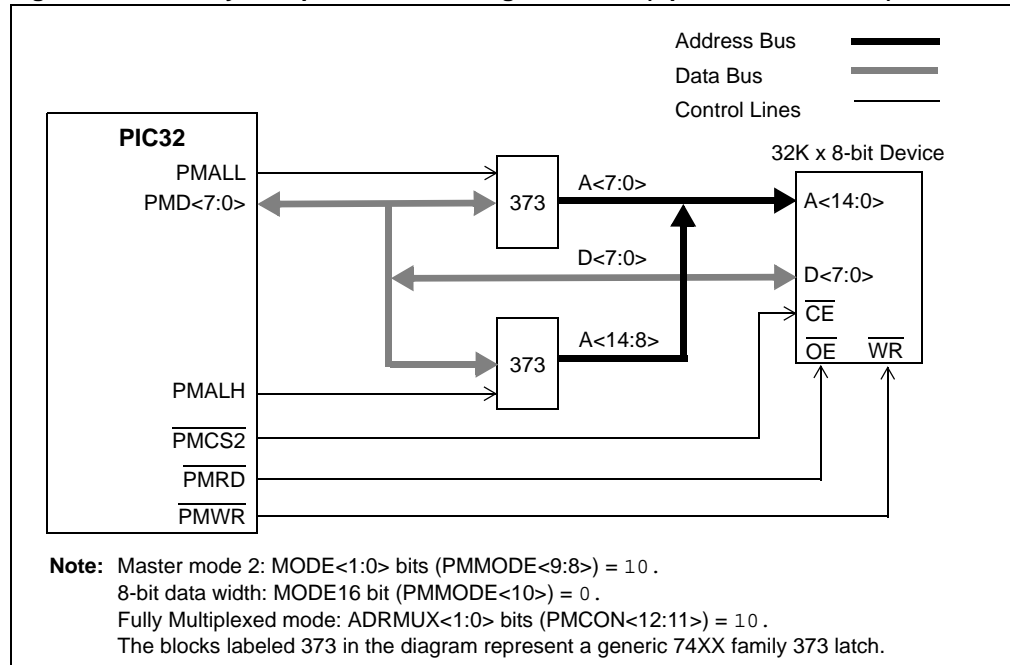 Address Bus
Data Bus
Control Lines
PIC32
32K x 8-bit Device
PMALL
A<7:0>
PMD<7:0>
373
A<14:0>
D<7:0>
D<7:0>
CE
A<14:8>
373
OE WR
PMALH
PMCS2
PMRD
PMWR
Note: Master mode 2: MODE<1:0> bits (PMMODE<9:8>) = 10.
8-bit data width: MODE16 bit (PMMODE<10>) = 0.
Fully Multiplexed mode: ADRMUX<1:0> bits (PMCON<12:11>) = 10.
The blocks labeled 373 in the diagram represent a generic 74XX family 373 latch.